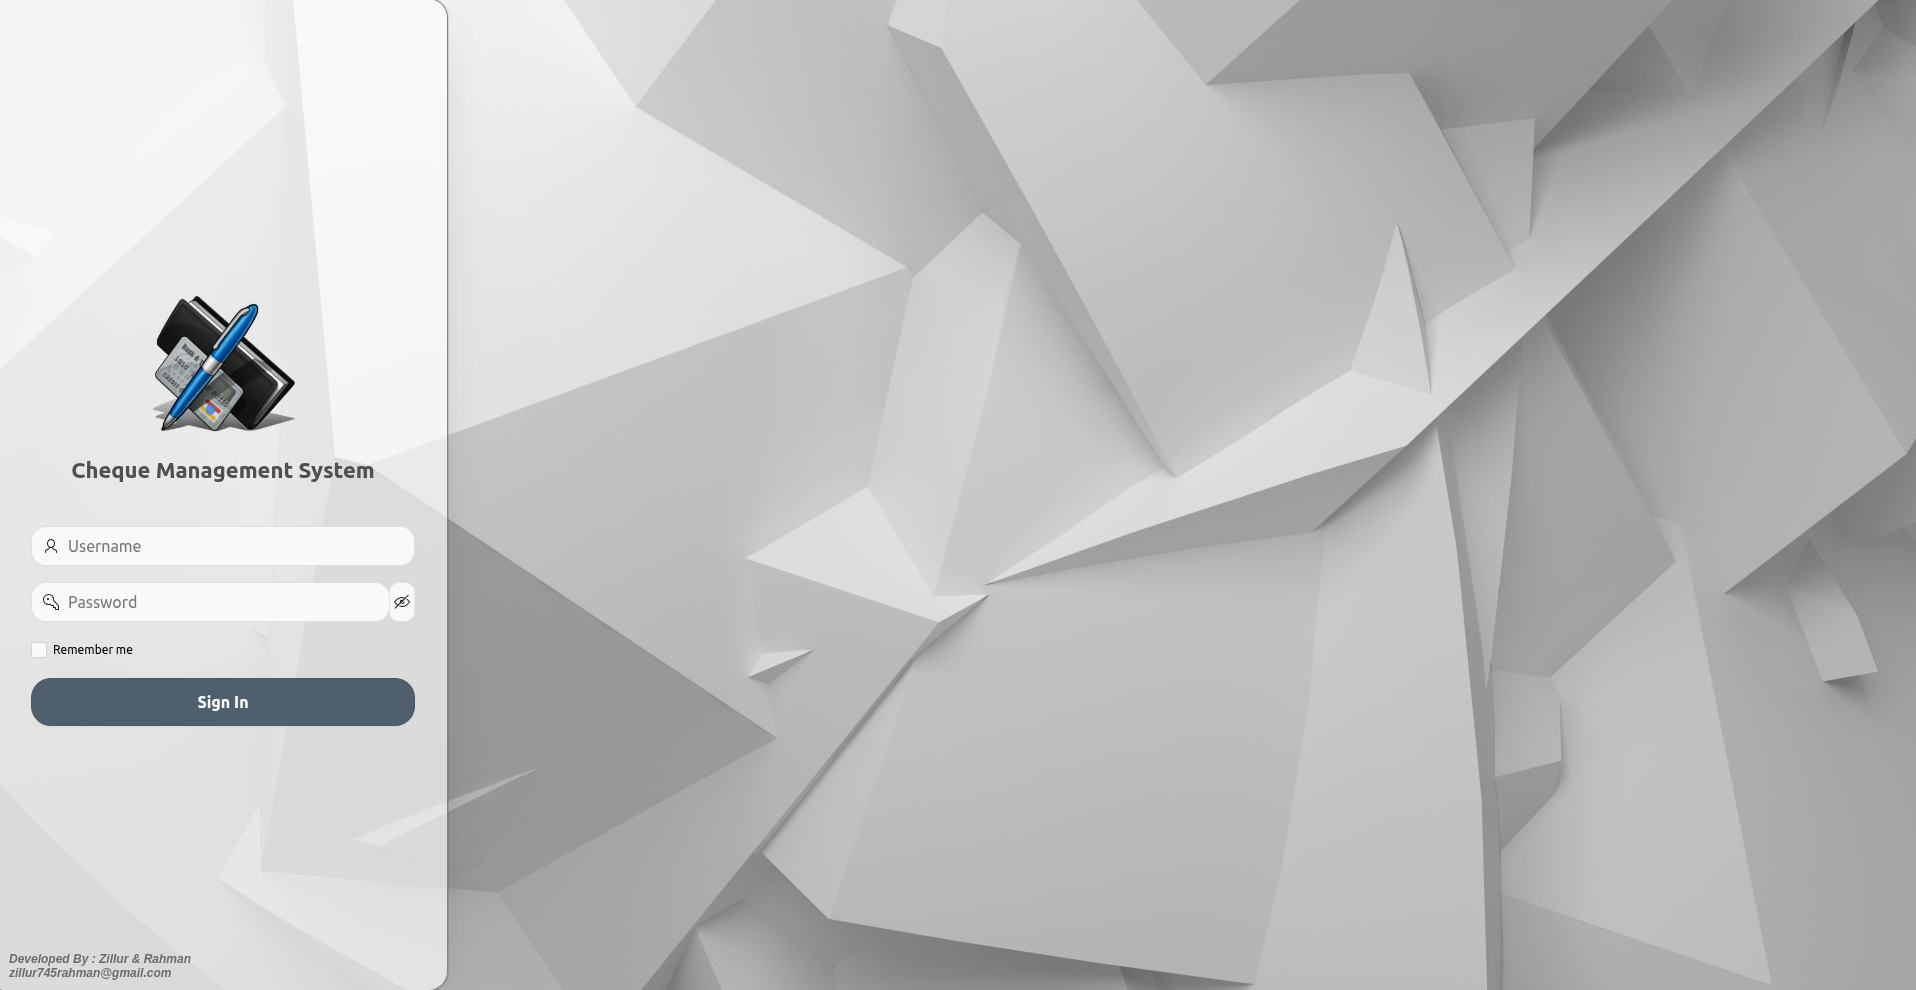 Cheque Management System
Username
Password
Remember me
Sign In
Developed By : Zillur & Rahman
zillur745rahman@gmail.com